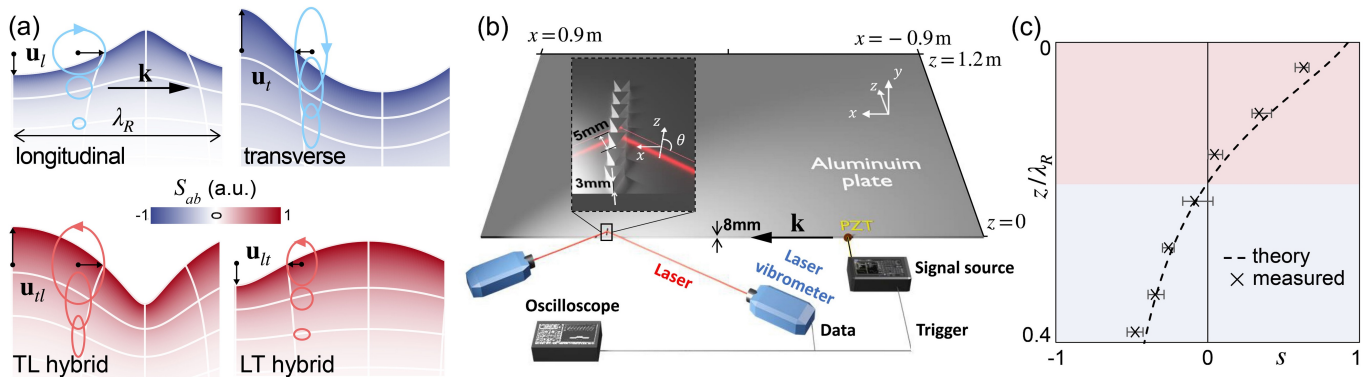 (a)
u_l
k
λ_R
longitudinal
u_t
transverse
S_ab (a.u.)
-1
0
1
u_tl
TL hybrid
u_lt
LT hybrid
(b)
x = 0.9 m
x = − 0.9 m
z = 1.2 m
y
z
x
5mm
3mm
z
θ
x
Aluminuim
plate
8mm
k
PZT
z = 0
Laser
Laser
vibrometer
Signal source
Oscilloscope
Data
Trigger
(c)
0
z/λ_R
0.4
theory
measured
-1
0
s
1